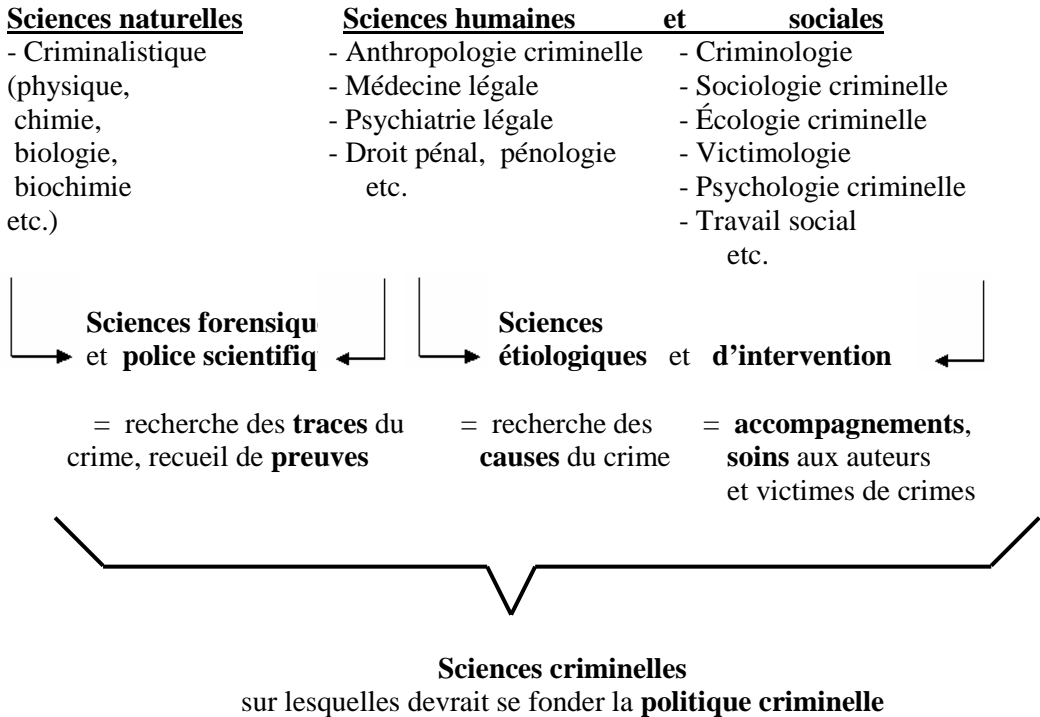 Sciences naturelles
- Criminalistique
(physique,
chimie,
biologie,
biochimie
etc.)
Sciences humaines et sociales
- Anthropologie criminelle
- Médecine légale
- Psychiatrie légale
- Droit pénal, pénologie
etc.
- Criminologie
- Sociologie criminelle
- Écologie criminelle
- Victimologie
- Psychologie criminelle
- Travail social
etc.
Sciences forensiqu
et police scientifiq
= recherche des traces du
crime, recueil de preuves
Sciences
étiologiques et d’intervention
= recherche des
causes du crime
= accompagnements,
soins aux auteurs
et victimes de crimes
Sciences criminelles
sur lesquelles devrait se fonder la politique criminelle